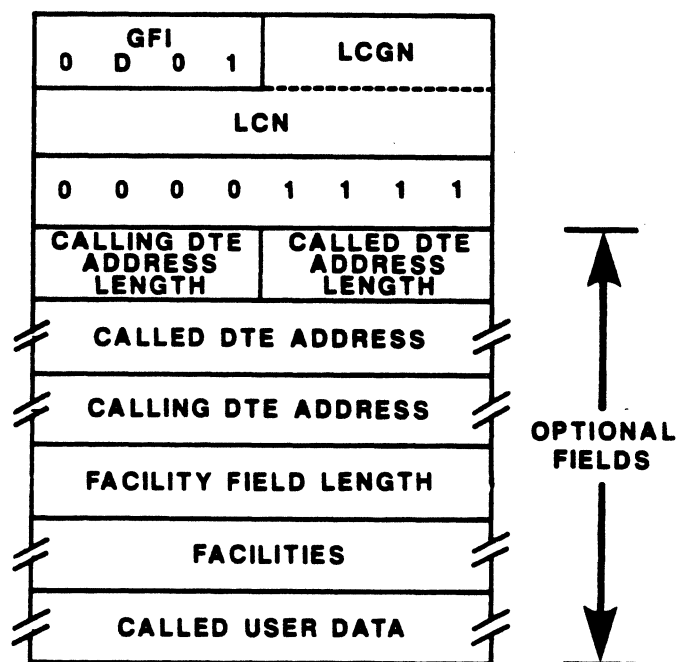 GFI LCGN
0 D 0 1
LCN
0 0 0 0 1 1 1 1
CALLING DTE ADDRESS LENGTH
CALLED DTE ADDRESS LENGTH
CALLED DTE ADDRESS
CALLING DTE ADDRESS
FACILITY FIELD LENGTH
FACILITIES
CALLED USER DATA
OPTIONAL
FIELDS